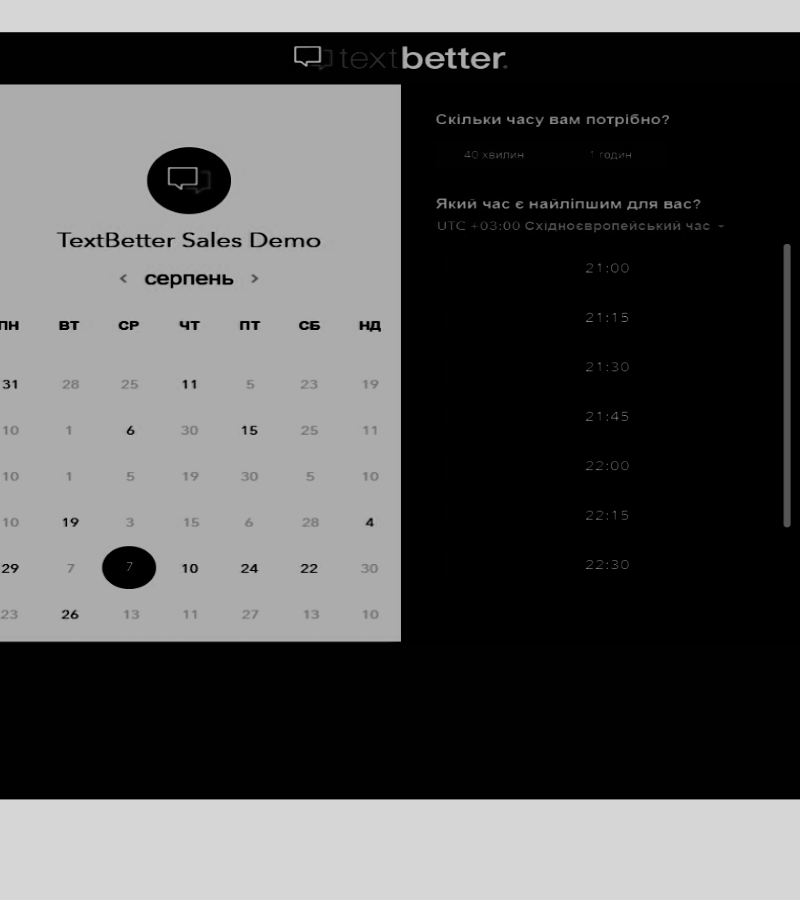 textbetter.
TextBetter Sales Demo
< серпень >
ПН ВТ СР ЧТ ПТ СБ НД
31 28 25 11 5 23 19
10 1 6 30 15 25 11
10 1 5 19 30 5 10
10 19 3 15 6 28 4
29 7 7 10 24 22 30
23 26 13 11 27 13 10
Скільки часу вам потрібно?
40 хвилин 1 годин
Який час є найліпшим для вас?
UTC +03:00 Східноєвропейський час
21:00
21:15
21:30
21:45
22:00
22:15
22:30